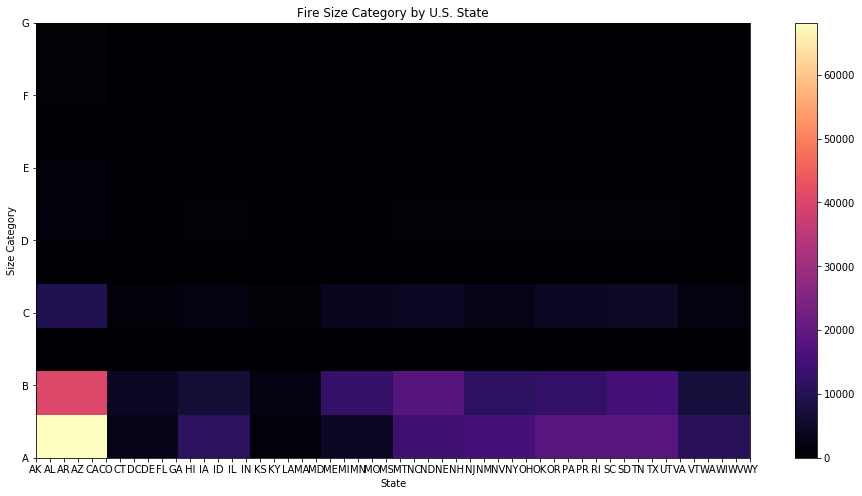 Fire Size Category by U.S. State
G
F
E
D
C
B
A
Size Category
AK AL AR AZ CA CO CT DC DE FL GA HI IA ID IL IN KS KY LA MA MD ME MI MN MO MS MT NC ND NE NH NJ NM NV NY OH OK OR PA PR RI SC SD TN TX UT VA VT WA WI WV WY
State
60000
50000
40000
30000
20000
10000
0